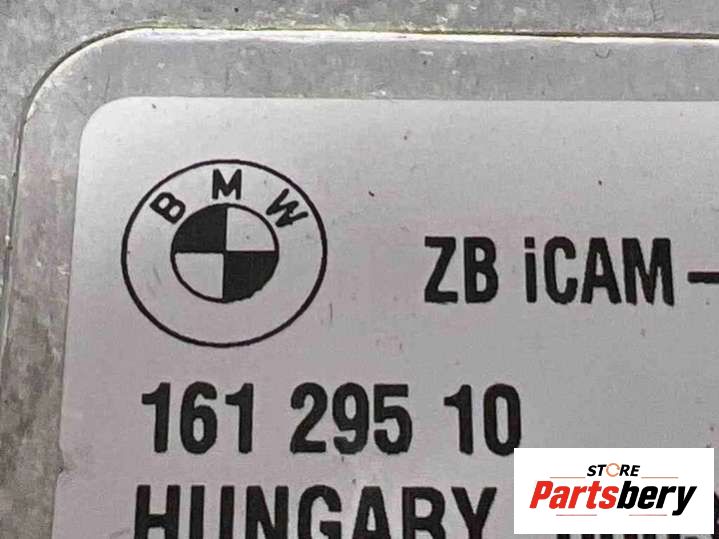 BMW
ZB iCAM-
161 295 10
HUNGARY
STORE
Partsbery